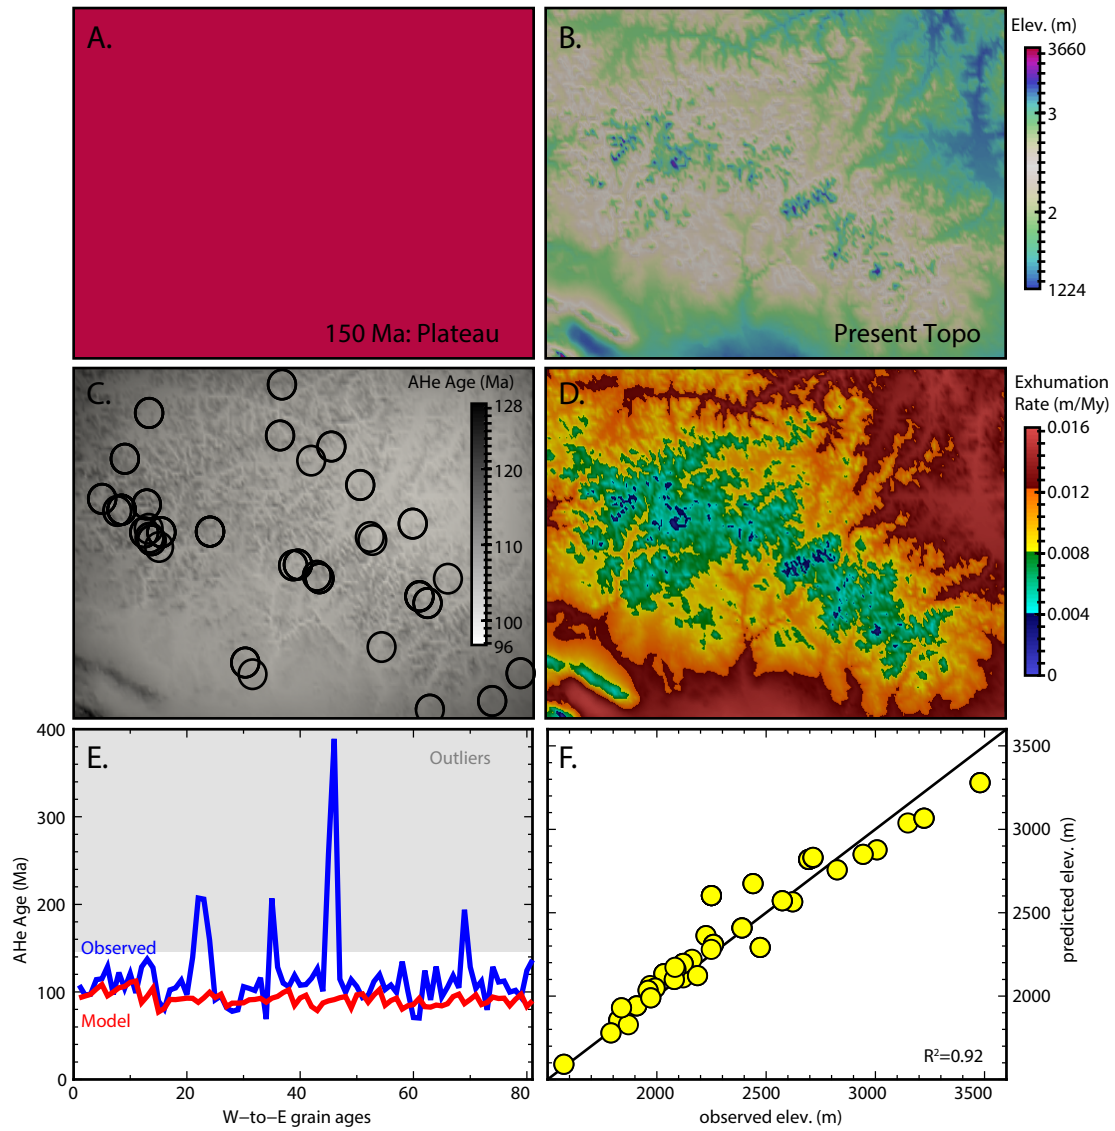 A.
150 Ma: Plateau
B.
Present Topo
Elev. (m)
3660
3
2
1224
C.
AHe Age (Ma)
128
120
110
100
96
D.
Exhumation
Rate (m/My)
0.016
0.012
0.008
0.004
0
E.
Outliers
Observed
Model
400
300
200
100
0
AHe Age (Ma)
0 20 40 60 80
W−to−E grain ages
F.
R²=0.92
3500
3000
2500
2000
predicted elev. (m)
2000 2500 3000 3500
observed elev. (m)